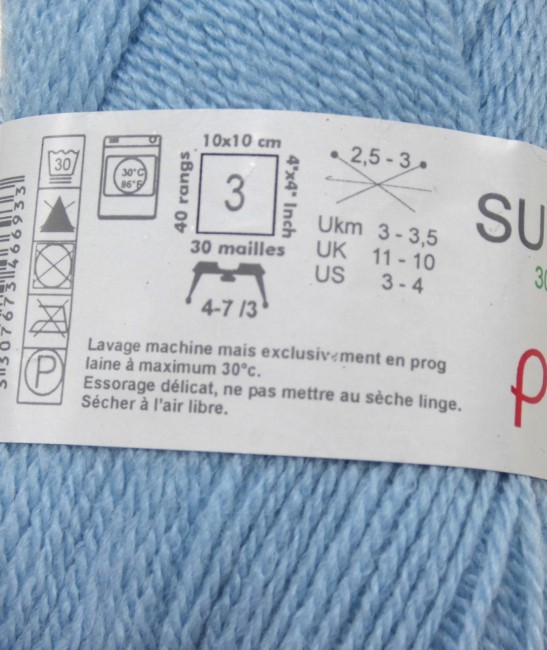 30
30°C
86°F
P
3307673466933
10x10 cm
40 rangs
3
4"x4" Inch
30 mailles
4-7 /3
2,5 - 3
Ukm 3 - 3,5
UK 11 - 10
US 3 - 4
SU
30
Lavage machine mais exclusivement en prog
laine à maximum 30°c.
Essorage délicat, ne pas mettre au sèche linge.
Sécher à l'air libre.